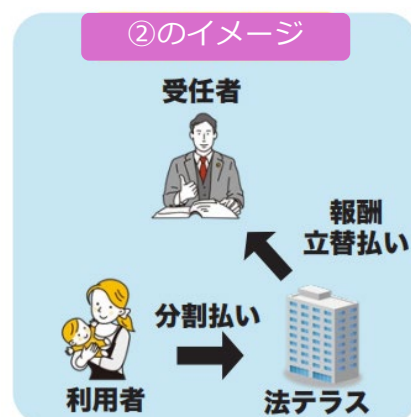 ②のイメージ
受任者
報酬
立替払い
分割払い
利用者
法テラス